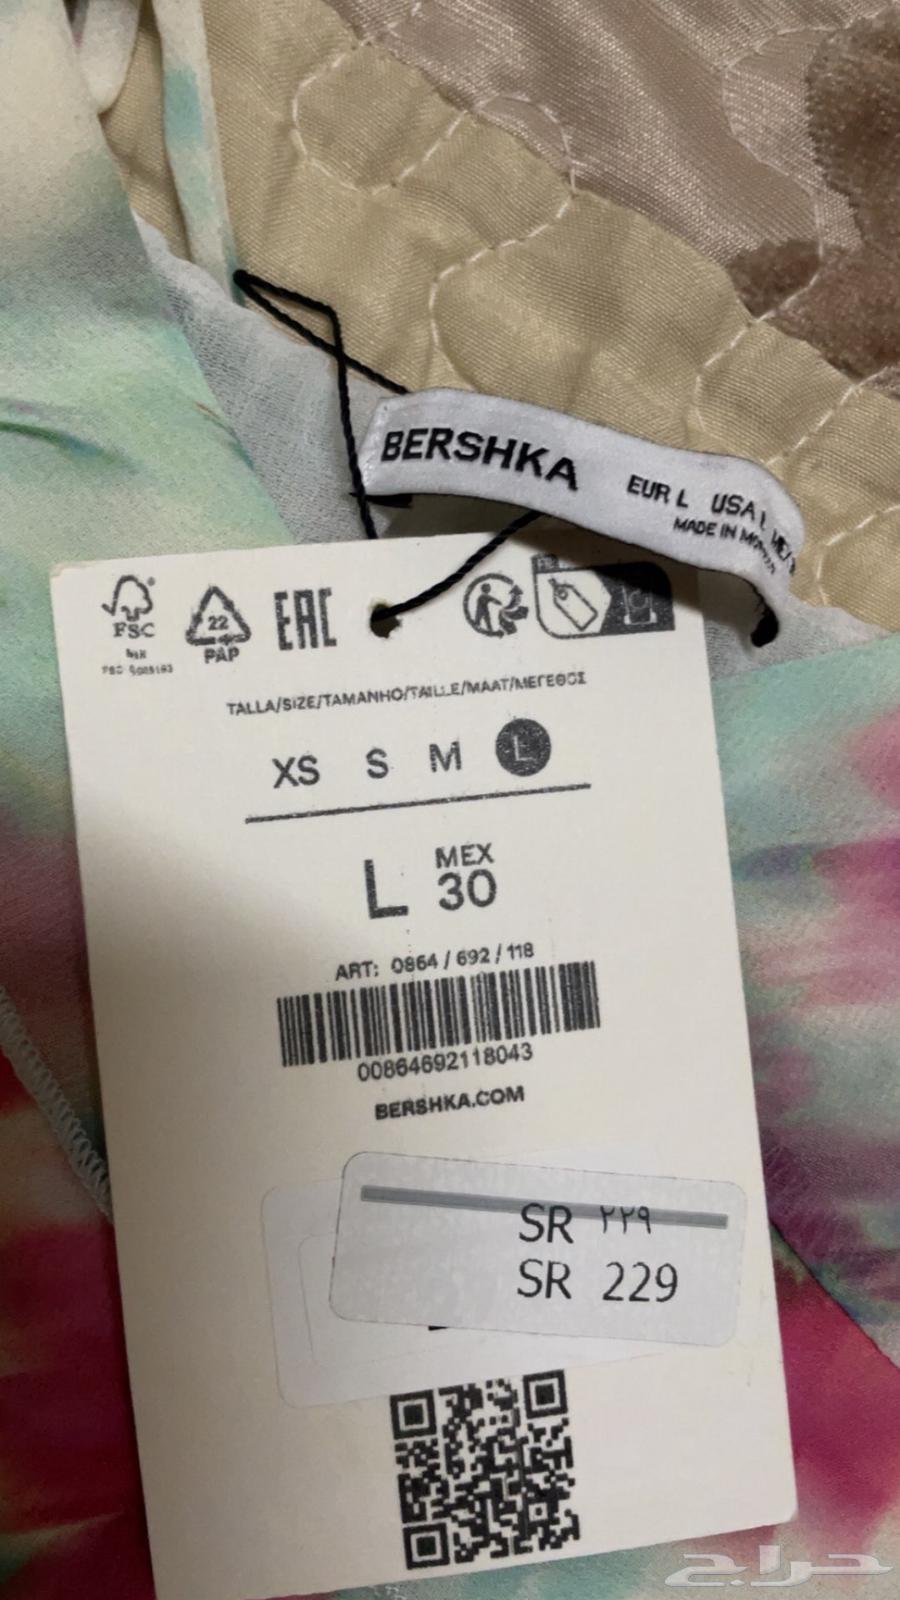 BERSHKA
EUR L USA L
MADE IN
FSC
22
PAP
EAC
TALLA/SIZE/TAMANHO/TAILLE/MAAT/ΜΕΓΕΘΟΣ
XS S M L
L MEX 30
ART: 0864 / 692 / 118
00864692118043
BERSHKA.COM
SR ٢٢٩
SR 229
حراج